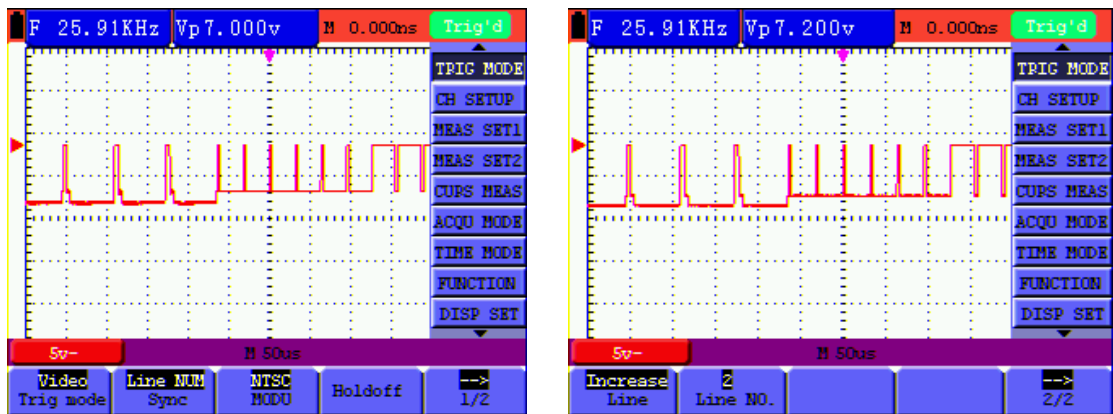 F 25.91KHz Vp7.000v M 0.000ns Trig'd
TRIG MODE
CH SETUP
MEAS SET1
MEAS SET2
CUPS MEAS
ACQU MODE
TIME MODE
FUNCTION
DISP SET
5v- M 50us
Video Line NUM NTSC Holdoff -->
Trig mode Sync MODU 1/2
F 25.91KHz Vp7.200v M 0.000ns Trig'd
TRIG MODE
CH SETUP
MEAS SET1
MEAS SET2
CUPS MEAS
ACQU MODE
TIME MODE
FUNCTION
DISP SET
5v- M 50us
Increase 2 -->
Line Line NO. 2/2